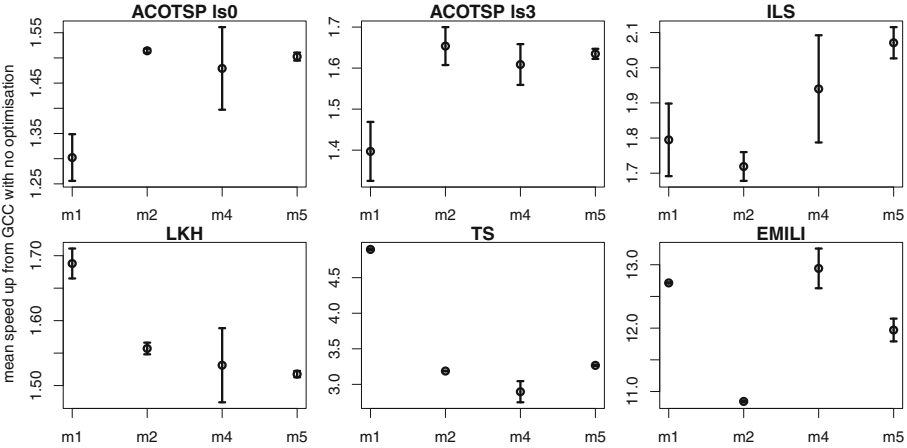 ACOTSP ls0
ACOTSP ls3
ILS
mean speed up from GCC with no optimisation
1.25 1.35 1.45 1.55
m1 m2 m4 m5
1.4 1.5 1.6 1.7
m1 m2 m4 m5
1.7 1.8 1.9 2.0 2.1
m1 m2 m4 m5
LKH
TS
EMILI
1.50 1.60 1.70
m1 m2 m4 m5
3.0 3.5 4.0 4.5
m1 m2 m4 m5
11.0 12.0 13.0
m1 m2 m4 m5